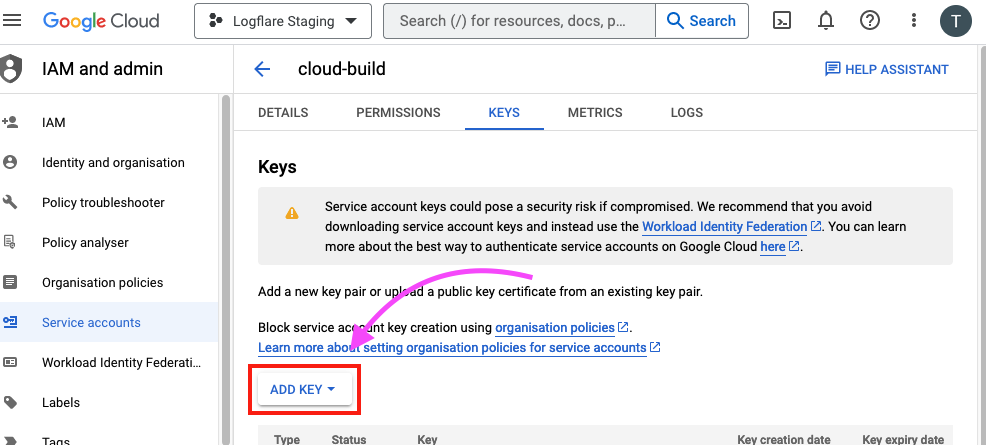 Google Cloud
Logflare Staging
Search (/) for resources, docs, p...
Search
T
IAM and admin
cloud-build
HELP ASSISTANT
DETAILS
PERMISSIONS
KEYS
METRICS
LOGS
IAM
Identity and organisation
Policy troubleshooter
Policy analyser
Organisation policies
Service accounts
Workload Identity Federati...
Labels
Tags
Keys
Service account keys could pose a security risk if compromised. We recommend that you avoid
downloading service account keys and instead use the Workload Identity Federation. You can learn
more about the best way to authenticate service accounts on Google Cloud here.
Add a new key pair or upload a public key certificate from an existing key pair.
Block service account key creation using organisation policies.
Learn more about setting organisation policies for service accounts
ADD KEY
Type
Status
Key
Key creation date
Key expiry date